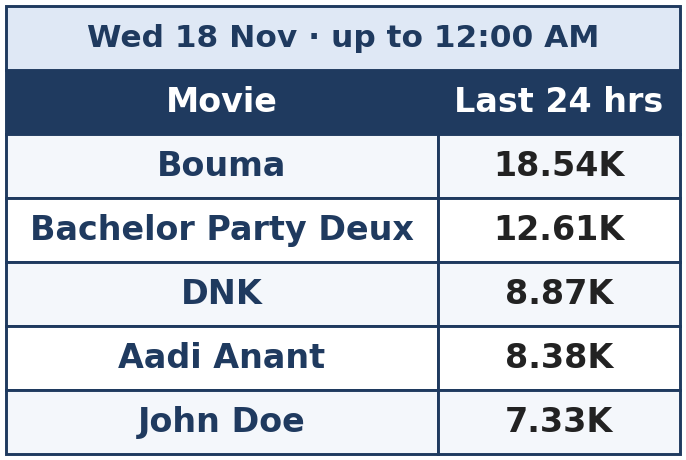 Wed 18 Nov · up to 12:00 AM
Movie Last 24 hrs
Bouma 18.54K
Bachelor Party Deux 12.61K
DNK 8.87K
Aadi Anant 8.38K
John Doe 7.33K